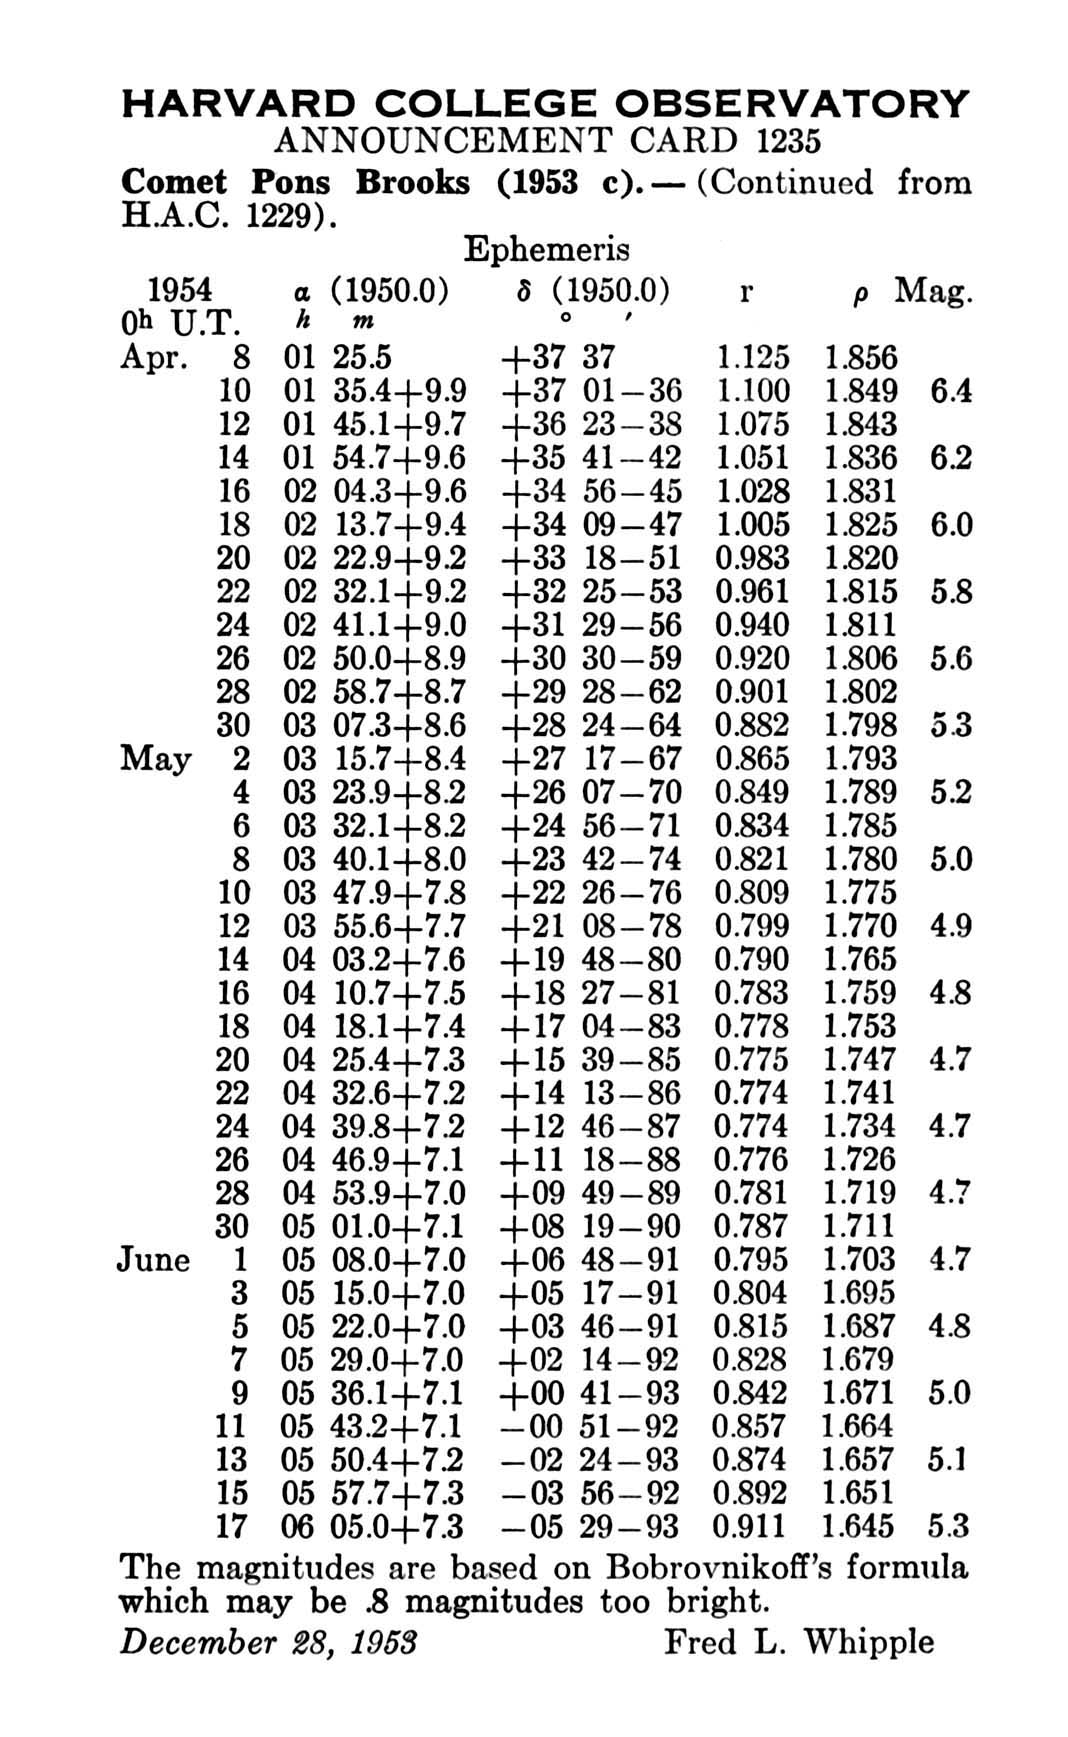 HARVARD COLLEGE OBSERVATORY
ANNOUNCEMENT CARD 1235
Comet Pons Brooks (1953 c).— (Continued from
H.A.C. 1229).
Ephemeris
1954 α (1950.0) δ (1950.0) r ρ Mag.
0h U.T. h m ° ′
Apr. 8 01 25.5 +37 37 1.125 1.856
10 01 35.4+9.9 +37 01−36 1.100 1.849 6.4
12 01 45.1+9.7 +36 23−38 1.075 1.843
14 01 54.7+9.6 +35 41−42 1.051 1.836 6.2
16 02 04.3+9.6 +34 56−45 1.028 1.831
18 02 13.7+9.4 +34 09−47 1.005 1.825 6.0
20 02 22.9+9.2 +33 18−51 0.983 1.820
22 02 32.1+9.2 +32 25−53 0.961 1.815 5.8
24 02 41.1+9.0 +31 29−56 0.940 1.811
26 02 50.0+8.9 +30 30−59 0.920 1.806 5.6
28 02 58.7+8.7 +29 28−62 0.901 1.802
30 03 07.3+8.6 +28 24−64 0.882 1.798 5.3
May 2 03 15.7+8.4 +27 17−67 0.865 1.793
4 03 23.9+8.2 +26 07−70 0.849 1.789 5.2
6 03 32.1+8.2 +24 56−71 0.834 1.785
8 03 40.1+8.0 +23 42−74 0.821 1.780 5.0
10 03 47.9+7.8 +22 26−76 0.809 1.775
12 03 55.6+7.7 +21 08−78 0.799 1.770 4.9
14 04 03.2+7.6 +19 48−80 0.790 1.765
16 04 10.7+7.5 +18 27−81 0.783 1.759 4.8
18 04 18.1+7.4 +17 04−83 0.778 1.753
20 04 25.4+7.3 +15 39−85 0.775 1.747 4.7
22 04 32.6+7.2 +14 13−86 0.774 1.741
24 04 39.8+7.2 +12 46−87 0.774 1.734 4.7
26 04 46.9+7.1 +11 18−88 0.776 1.726
28 04 53.9+7.0 +09 49−89 0.781 1.719 4.7
30 05 01.0+7.1 +08 19−90 0.787 1.711
June 1 05 08.0+7.0 +06 48−91 0.795 1.703 4.7
3 05 15.0+7.0 +05 17−91 0.804 1.695
5 05 22.0+7.0 +03 46−91 0.815 1.687 4.8
7 05 29.0+7.0 +02 14−92 0.828 1.679
9 05 36.1+7.1 +00 41−93 0.842 1.671 5.0
11 05 43.2+7.1 −00 51−92 0.857 1.664
13 05 50.4+7.2 −02 24−93 0.874 1.657 5.1
15 05 57.7+7.3 −03 56−92 0.892 1.651
17 06 05.0+7.3 −05 29−93 0.911 1.645 5.3
The magnitudes are based on Bobrovnikoff's formula
which may be .8 magnitudes too bright.
December 28, 1953 Fred L. Whipple